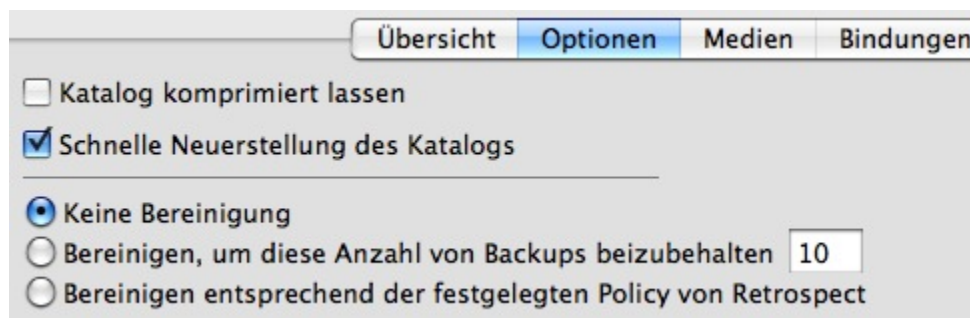 Übersicht Optionen Medien Bindungen
Katalog komprimiert lassen
Schnelle Neuerstellung des Katalogs
Keine Bereinigung
Bereinigen, um diese Anzahl von Backups beizubehalten 10
Bereinigen entsprechend der festgelegten Policy von Retrospect